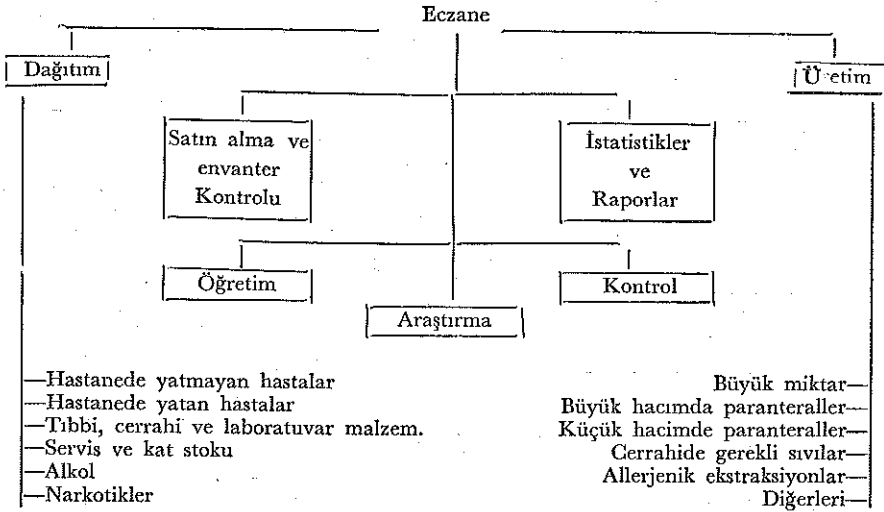 Eczane
Dağıtım
Üretim
Satın alma ve
envanter
Kontrolu
İstatistikler
ve
Raporlar
Öğretim
Kontrol
Araştırma
—Hastanede yatmayan hastalar
—Hastanede yatan hastalar
—Tıbbi, cerrahi ve laboratuvar malzem.
—Servis ve kat stoku
—Alkol
—Narkotikler
Büyük miktar—
Büyük hacımda paranteraller—
Küçük hacimde paranteraller—
Cerrahide gerekli sıvılar—
Allerjenik ekstraksiyonlar—
Diğerleri—